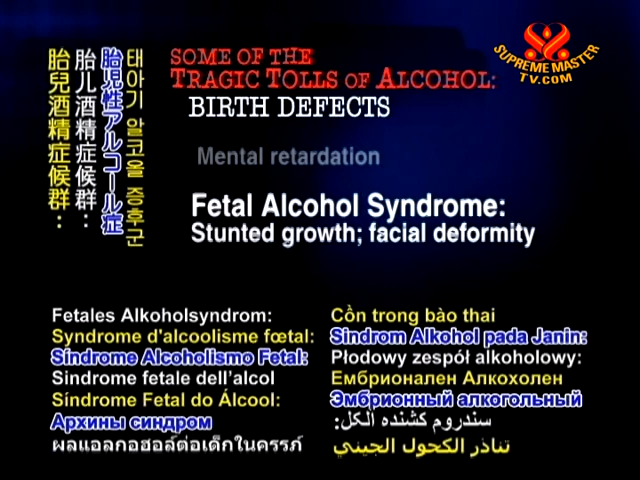 SOME OF THE
TRAGIC TOLLS OF ALCOHOL:
BIRTH DEFECTS
SUPREME MASTER
TV.COM
Mental retardation
Fetal Alcohol Syndrome:
Stunted growth; facial deformity
태아기 알코올 증후군
胎児性アルコール症
胎儿酒精症候群：
胎兒酒精症候群：
Fetales Alkoholsyndrom:
Syndrome d'alcoolisme fœtal:
Síndrome Alcoholismo Fetal:
Sindrome fetale dell'alcol
Síndrome Fetal do Álcool:
Архины синдром
ผลแอลกอฮอล์ต่อเด็กในครรภ์
Cồn trong bào thai
Sindrom Alkohol pada Janin:
Płodowy zespół alkoholowy:
Ембрионален Алкохолен
Эмбрионный алкогольный
سندروم کشنده الکل:
تناذر الكحول الجيني